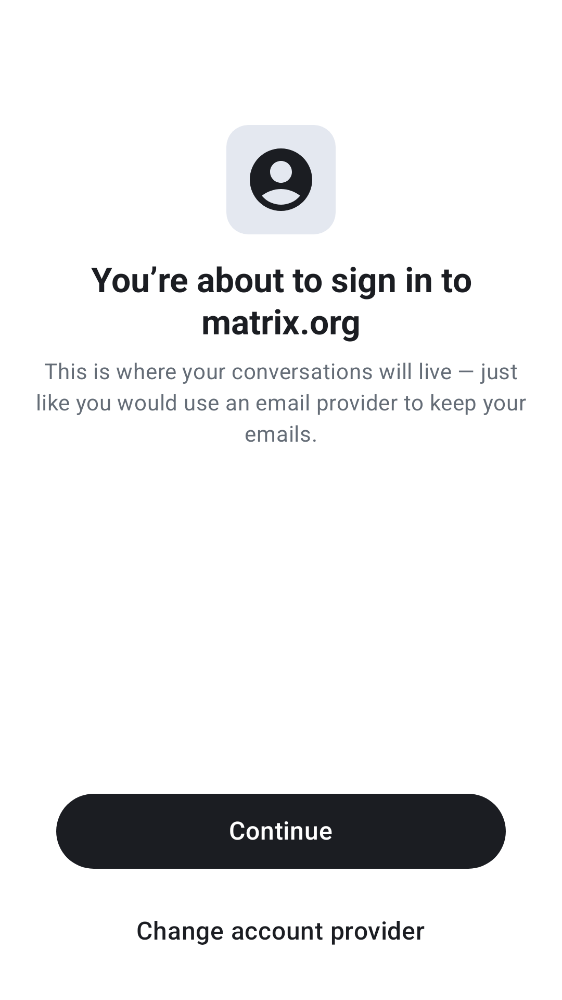 You’re about to sign in to
matrix.org
This is where your conversations will live — just
like you would use an email provider to keep your
emails.
Continue
Change account provider